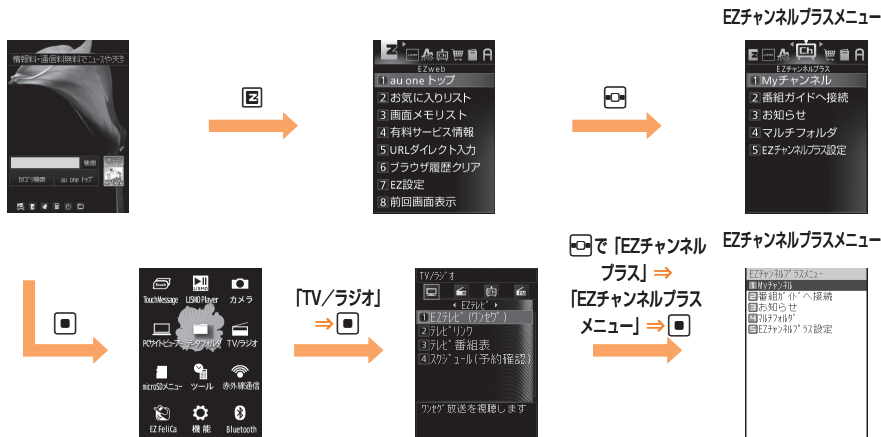 EZチャンネルプラスメニュー
情報料・通信料無料でニュースや天
検索
カテゴリ検索 au one トップ
EZweb
1 au one トップ
2 お気に入りリスト
3 画面メモリスト
4 有料サービス情報
5 URLダイレクト入力
6 ブラウザ履歴クリア
7 EZ設定
8 前回画面表示
Ch
EZチャンネルプラス
1 Myチャンネル
2 番組ガイドへ接続
3 お知らせ
4 マルチフォルダ
5 EZチャンネルプラス設定
TouchMessage LISMO Player カメラ
PCサイトビューア データフォルダ TV/ラジオ
microSDメニュー ツール 赤外線通信
EZ FeliCa 機能 Bluetooth
「TV/ラジオ」
⇒
TV/ラジオ
EZテレビ
1 EZテレビ(ワンセグ)
2 テレビリンク
3 テレビ番組表
4 スケジュール(予約確認)
ワンセグ放送を視聴します
で「EZチャンネル
プラス」⇒
「EZチャンネルプラス
メニュー」⇒
EZチャンネルプラスメニュー
EZチャンネルプラスメニュー
1 Myチャンネル
2 番組ガイドへ接続
3 お知らせ
4 マルチフォルダ
5 EZチャンネルプラス設定